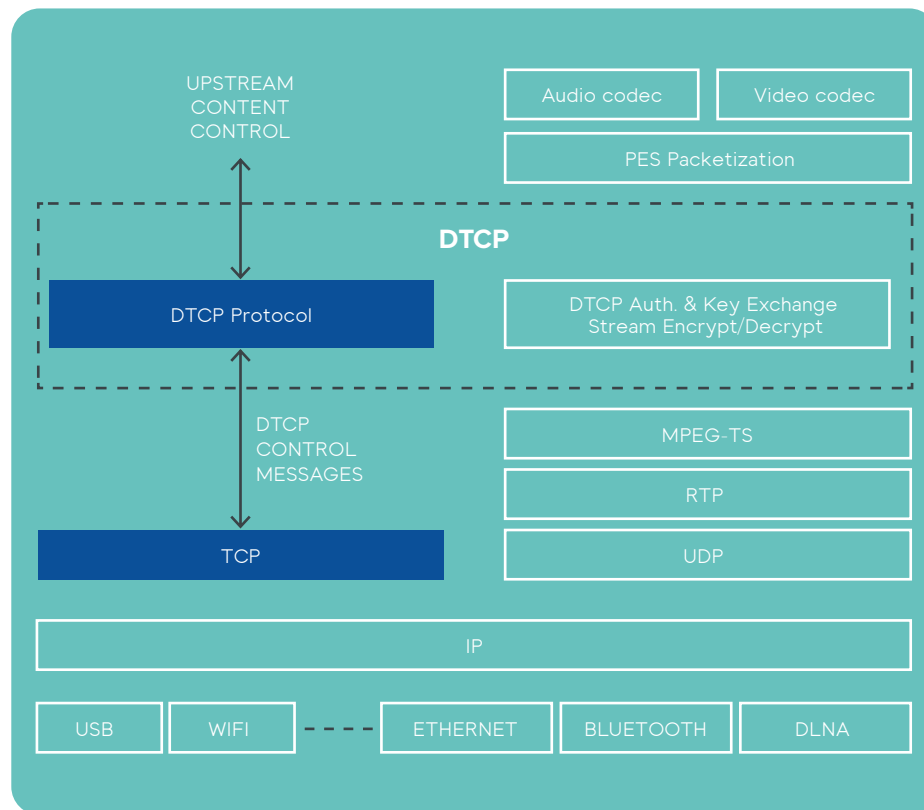 UPSTREAM
CONTENT
CONTROL
Audio codec
Video codec
PES Packetization
DTCP
DTCP Protocol
DTCP Auth. & Key Exchange
Stream Encrypt/Decrypt
DTCP
CONTROL
MESSAGES
MPEG-TS
RTP
TCP
UDP
IP
USB
WIFI
ETHERNET
BLUETOOTH
DLNA